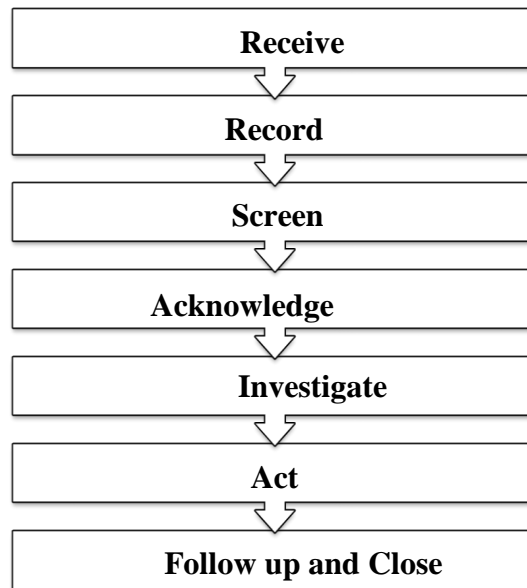 Receive
Record
Screen
Acknowledge
Investigate
Act
Follow up and Close